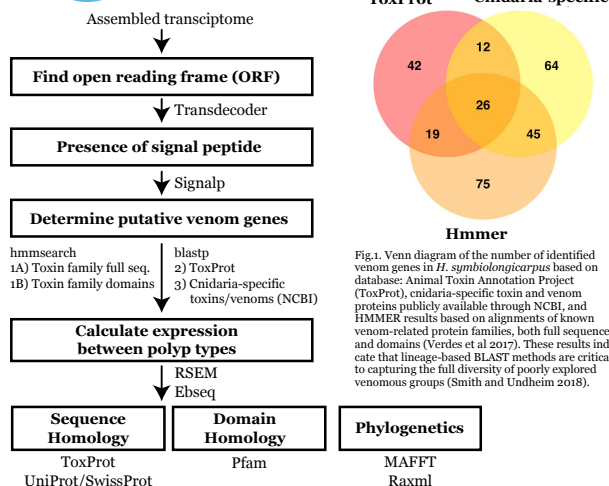 Assembled transciptome
Find open reading frame (ORF)
Transdecoder
Presence of signal peptide
Signalp
Determine putative venom genes
hmmsearch
1A) Toxin family full seq.
1B) Toxin family domains
blastp
2) ToxProt
3) Cnidaria-specific
toxins/venoms (NCBI)
Calculate expression
between polyp types
RSEM
Ebseq
Sequence
Homology
ToxProt
UniProt/SwissProt
Domain
Homology
Pfam
Phylogenetics
MAFFT
Raxml
ToxProt
Cnidaria-specific
12
42
64
26
19
45
75
Hmmer
Fig.1. Venn diagram of the number of identified
venom genes in H. symbiolongicarpus based on
database: Animal Toxin Annotation Project
(ToxProt), cnidaria-specific toxin and venom
proteins publicly available through NCBI, and
HMMER results based on alignments of known
venom-related protein families, both full sequence
and domains (Verdes et al 2017). These results ind
cate that lineage-based BLAST methods are critica
to capturing the full diversity of poorly explored
venomous groups (Smith and Undheim 2018).